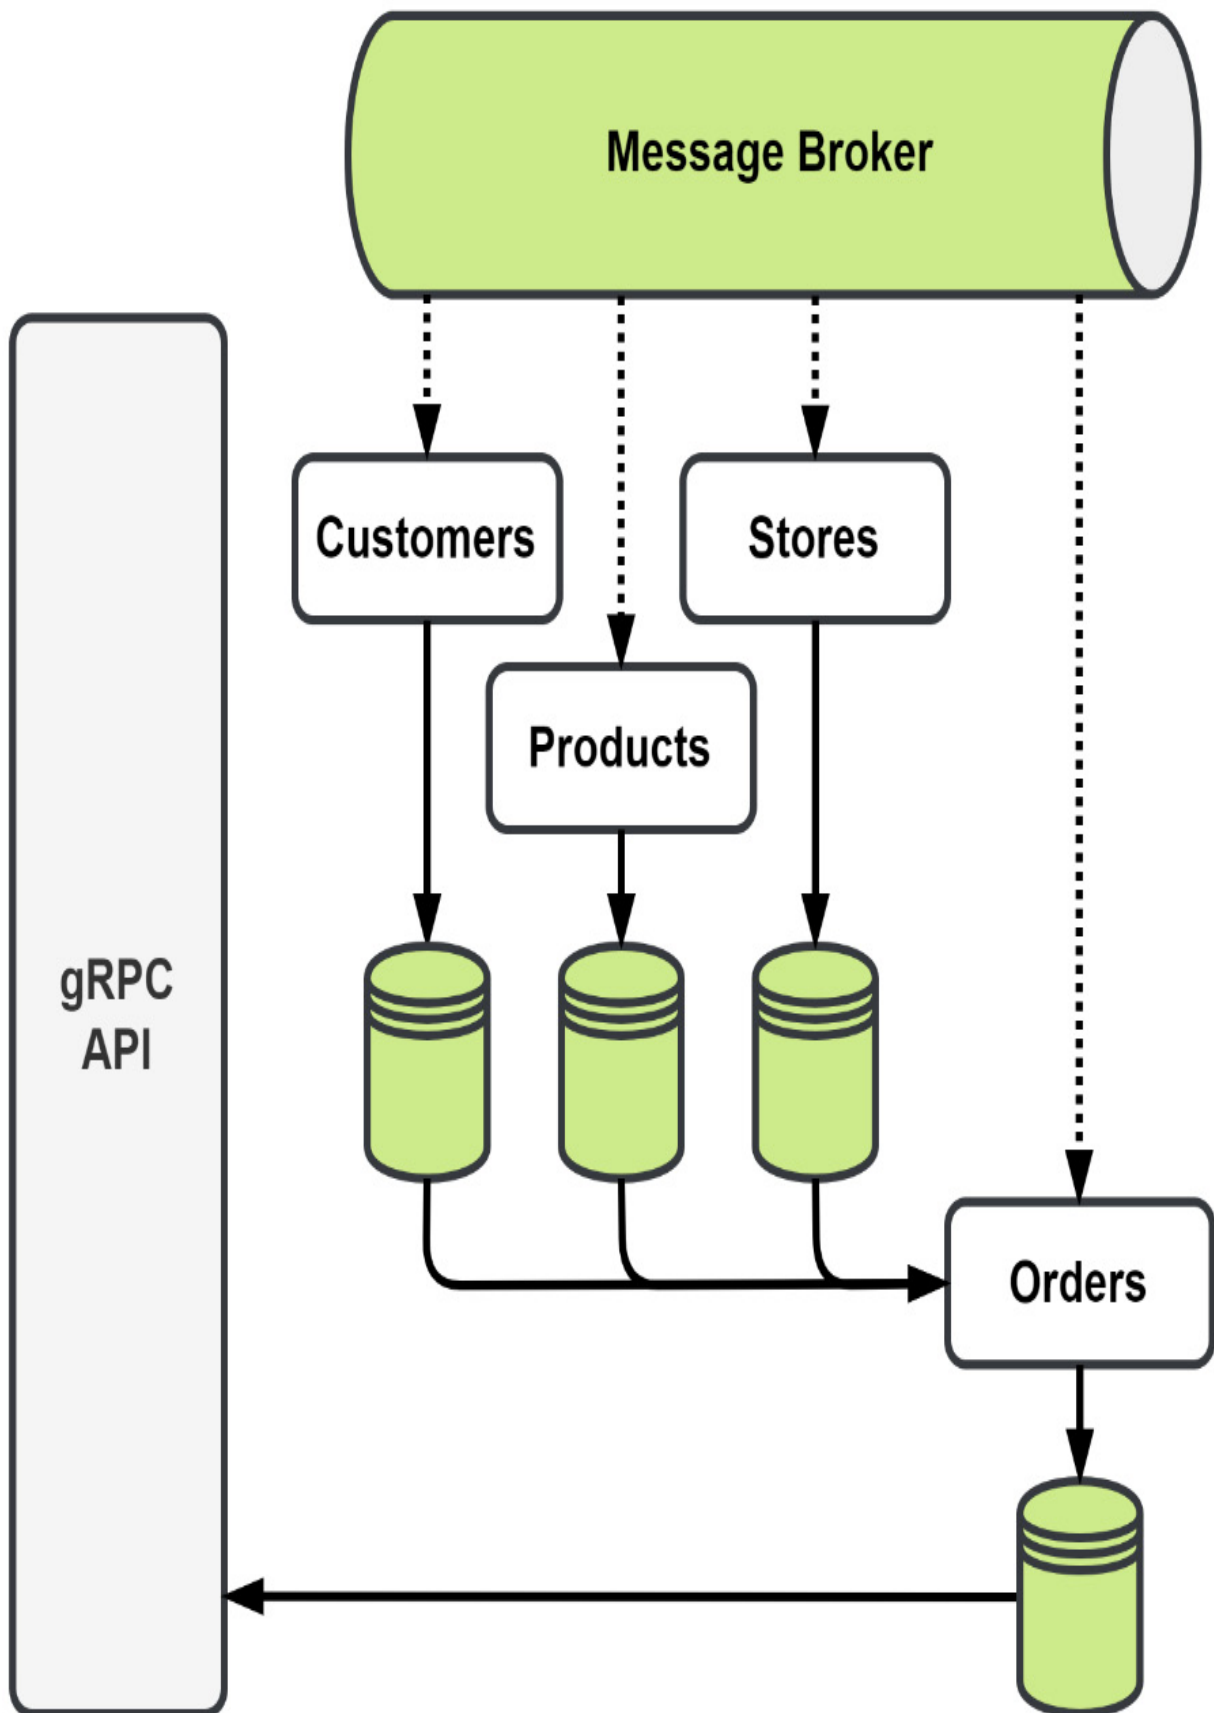 Message Broker
Customers
Stores
Products
gRPC
API
Orders